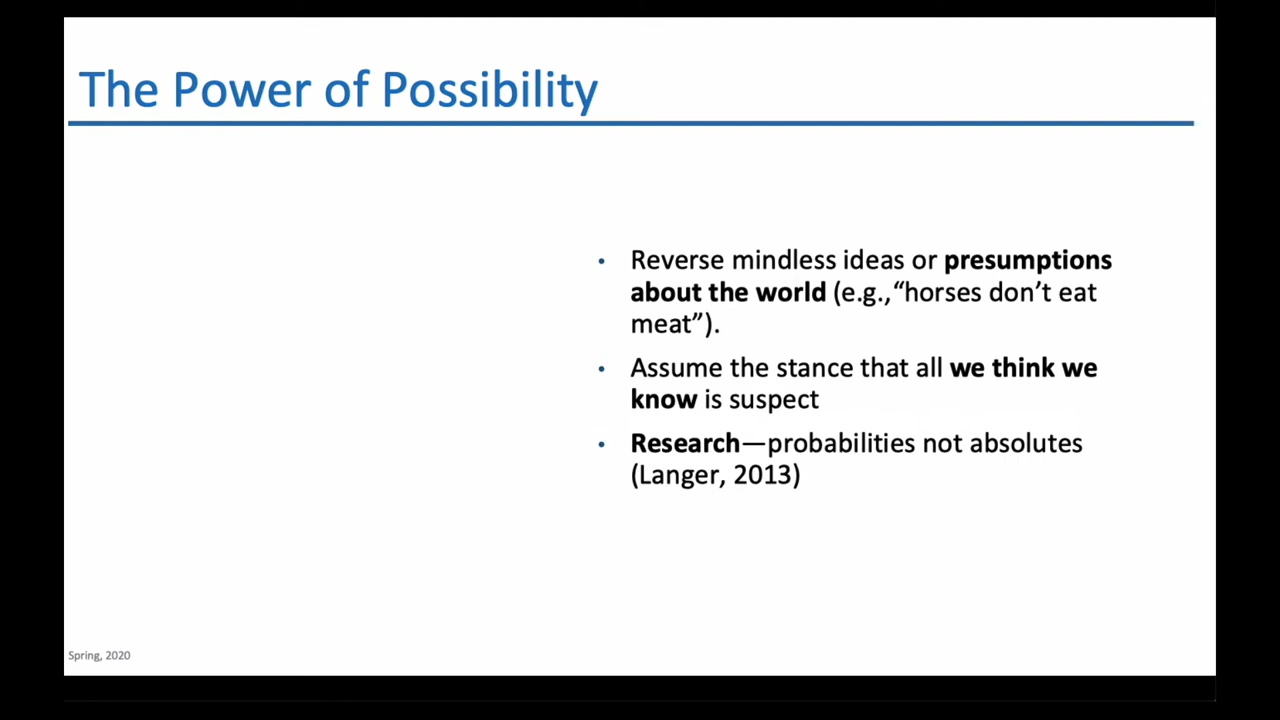 The Power of Possibility
• Reverse mindless ideas or presumptions
about the world (e.g.,“horses don’t eat
meat”).
• Assume the stance that all we think we
know is suspect
• Research—probabilities not absolutes
(Langer, 2013)
Spring, 2020